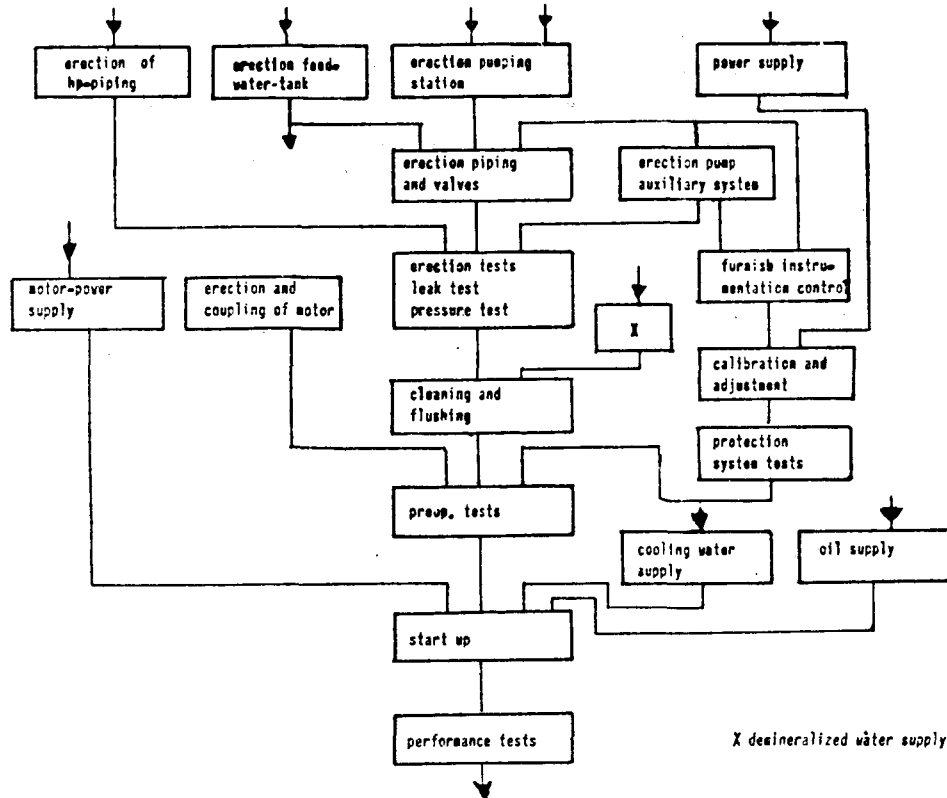 erection of
hp-piping
erection feed-
water-tank
erection pumping
station
power supply
erection piping
and valves
erection pump
auxiliary system
motor-power
supply
erection and
coupling of motor
erection tests
leak test
pressure test
furnish instru-
mentation control
X
calibration and
adjustment
cleaning and
flushing
protection
system tests
preop. tests
cooling water
supply
oil supply
start up
performance tests
X demineralized water supply